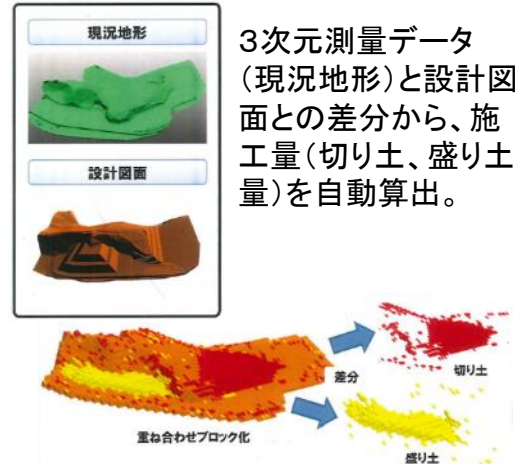 現況地形
設計図面
３次元測量データ
（現況地形）と設計図
面との差分から、施
工量（切り土、盛り土
量）を自動算出。
差分
切り土
重ね合わせブロック化
盛り土